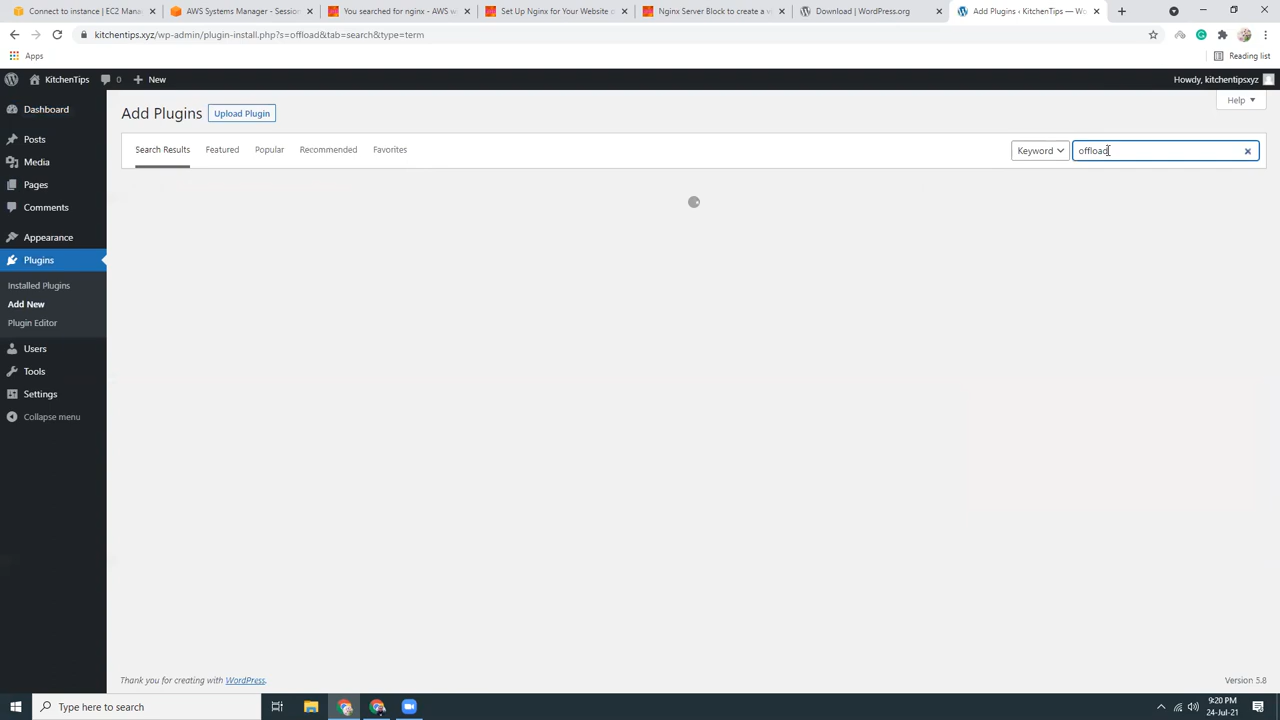 Connect to instance | EC2 Mana
AWS Systems Manager - Session
You searched for nginx - AWS w
Set Up Nginx for Your Website o
Nginx Server Block to create a v
Download | WordPress.org
Add Plugins ‹ KitchenTips — Wo
kitchentips.xyz/wp-admin/plugin-install.php?s=offload&tab=search&type=term
Apps
Reading list
KitchenTips
0
New
Howdy, kitchentipsxyz
Help
Dashboard
Posts
Media
Pages
Comments
Appearance
Plugins
Installed Plugins
Add New
Plugin Editor
Users
Tools
Settings
Collapse menu
Add Plugins
Upload Plugin
Search Results
Featured
Popular
Recommended
Favorites
Keyword
offload
Thank you for creating with WordPress.
Version 5.8
Type here to search
9:20 PM
24-Jul-21